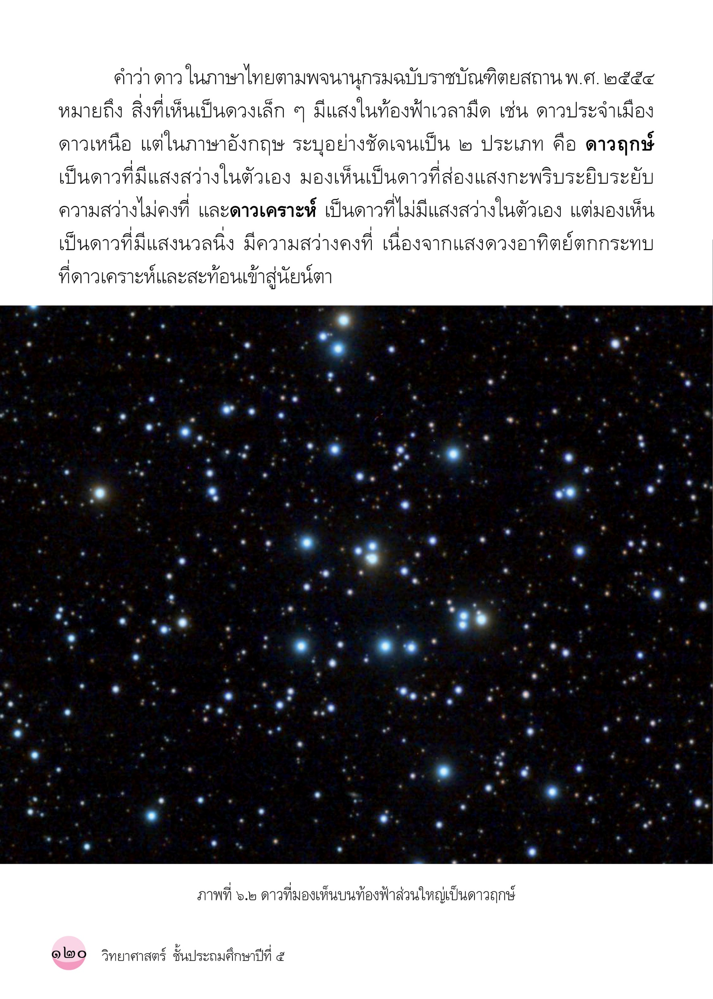 คำว่า ดาว ในภาษาไทยตามพจนานุกรมฉบับราชบัณฑิตยสถาน พ.ศ. ๒๕๕๔
หมายถึง สิ่งที่เห็นเป็นดวงเล็ก ๆ มีแสงในท้องฟ้าเวลามืด เช่น ดาวประจำเมือง
ดาวเหนือ แต่ในภาษาอังกฤษ ระบุอย่างชัดเจนเป็น ๒ ประเภท คือ ดาวฤกษ์
เป็นดาวที่มีแสงสว่างในตัวเอง มองเห็นเป็นดาวที่ส่องแสงกะพริบระยิบระยับ
ความสว่างไม่คงที่ และดาวเคราะห์ เป็นดาวที่ไม่มีแสงสว่างในตัวเอง แต่มองเห็น
เป็นดาวที่มีแสงนวลนิ่ง มีความสว่างคงที่ เนื่องจากแสงดวงอาทิตย์ตกกระทบ
ที่ดาวเคราะห์และสะท้อนเข้าสู่นัยน์ตา
ภาพที่ ๖.๒ ดาวที่มองเห็นบนท้องฟ้าส่วนใหญ่เป็นดาวฤกษ์
๑๒๐ วิทยาศาสตร์ ชั้นประถมศึกษาปีที่ ๕